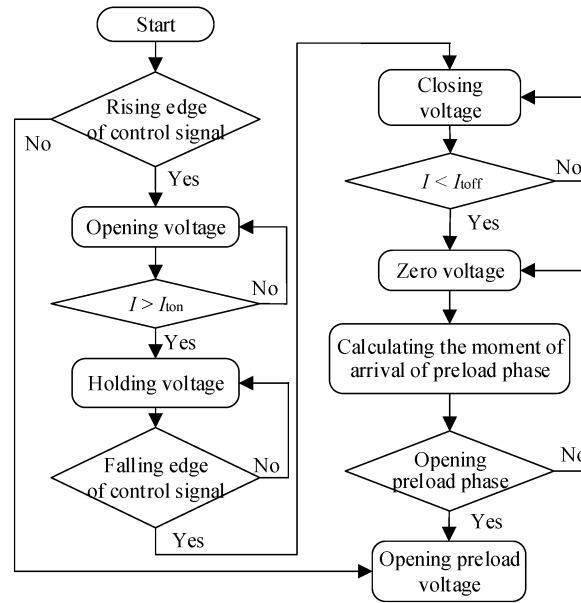 Start
Rising edge
of control signal
No
Yes
Opening voltage
I > Iton
No
Yes
Holding voltage
Falling edge
of control signal
No
Yes
Closing
voltage
I < Itoff
No
Yes
Zero voltage
Calculating the moment of
arrival of preload phase
Opening
preload phase
No
Yes
Opening preload
voltage